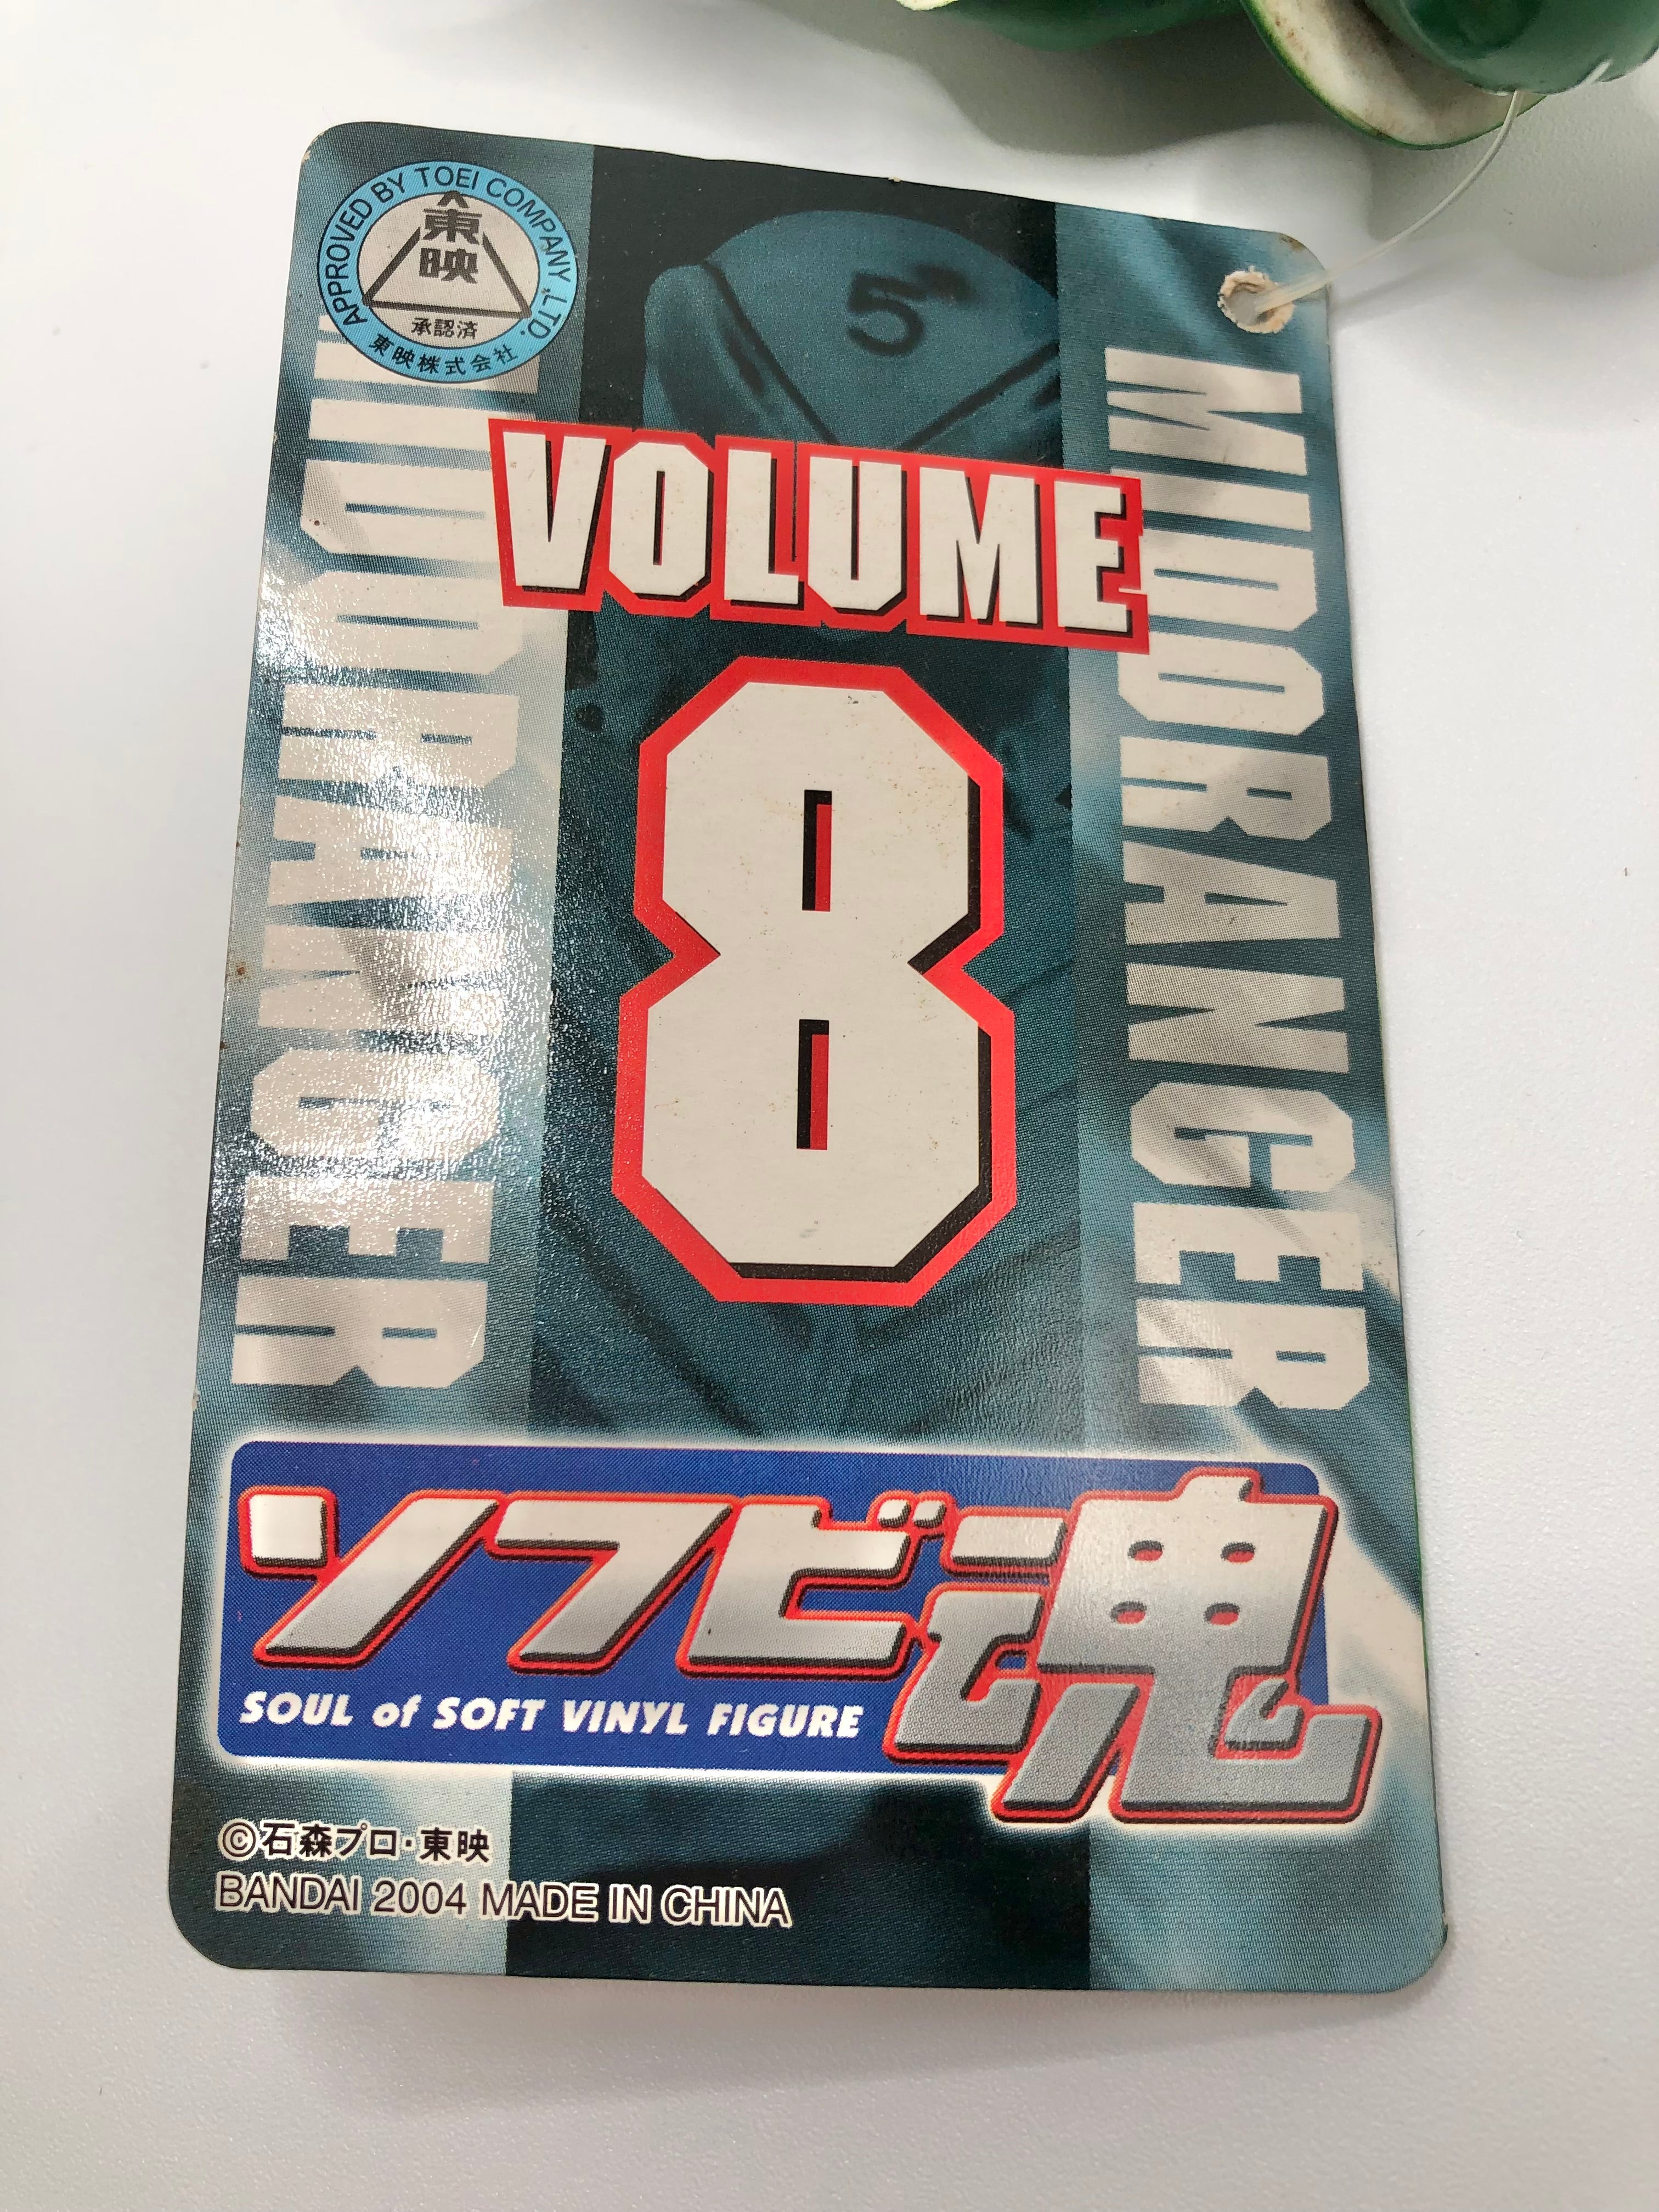 APPROVED BY TOEI COMPANY, LTD.
東映
承認済
東映株式会社
5
VOLUME
8
MIDORANGER
MIDORANGER
ソフビ魂
SOUL of SOFT VINYL FIGURE
©石森プロ・東映
BANDAI 2004 MADE IN CHINA